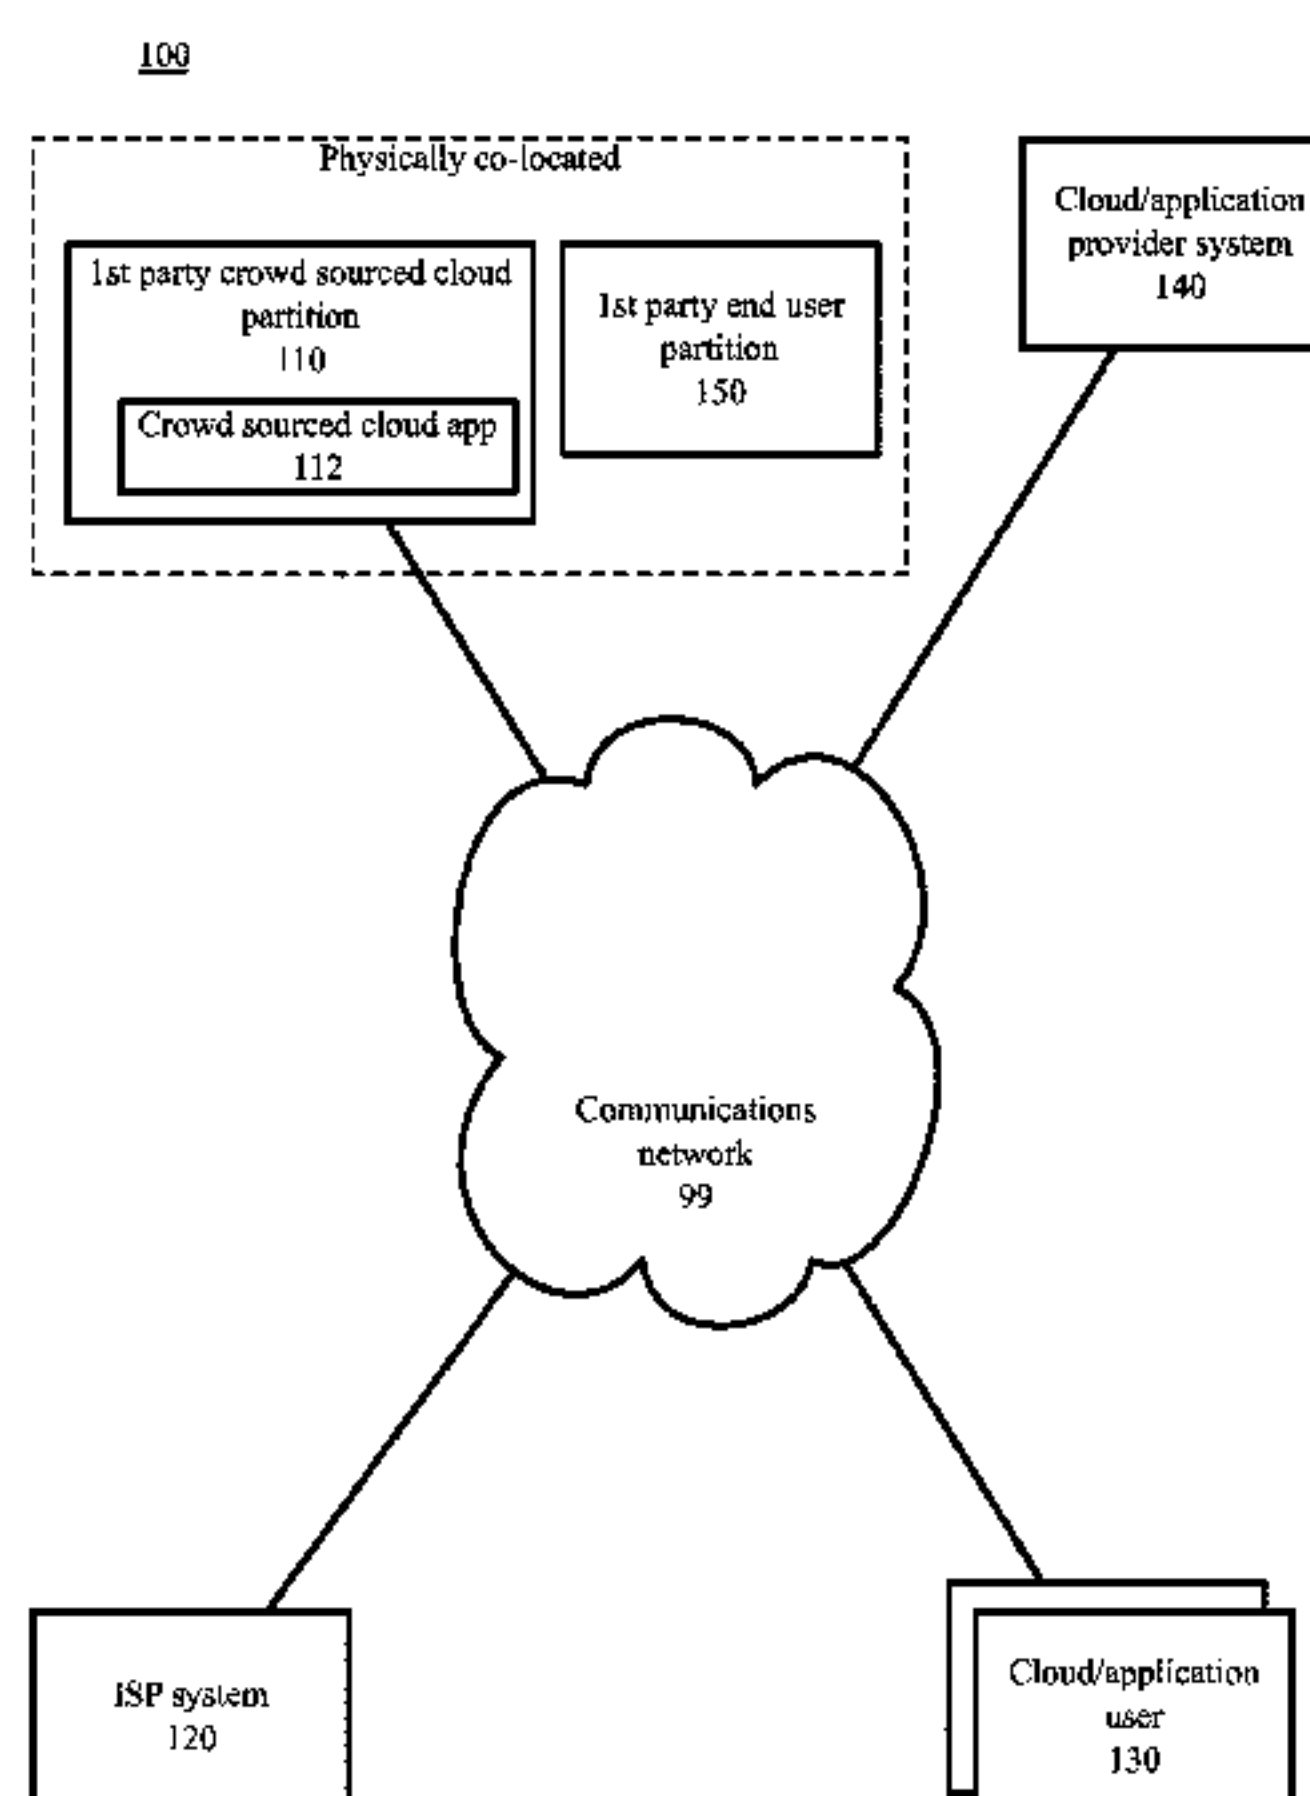 100
Physically co-located
1st party crowd sourced cloud
partition
110
Crowd sourced cloud app
112
1st party end user
partition
150
Cloud/application
provider system
140
Communications
network
99
ISP system
120
Cloud/application
user
130